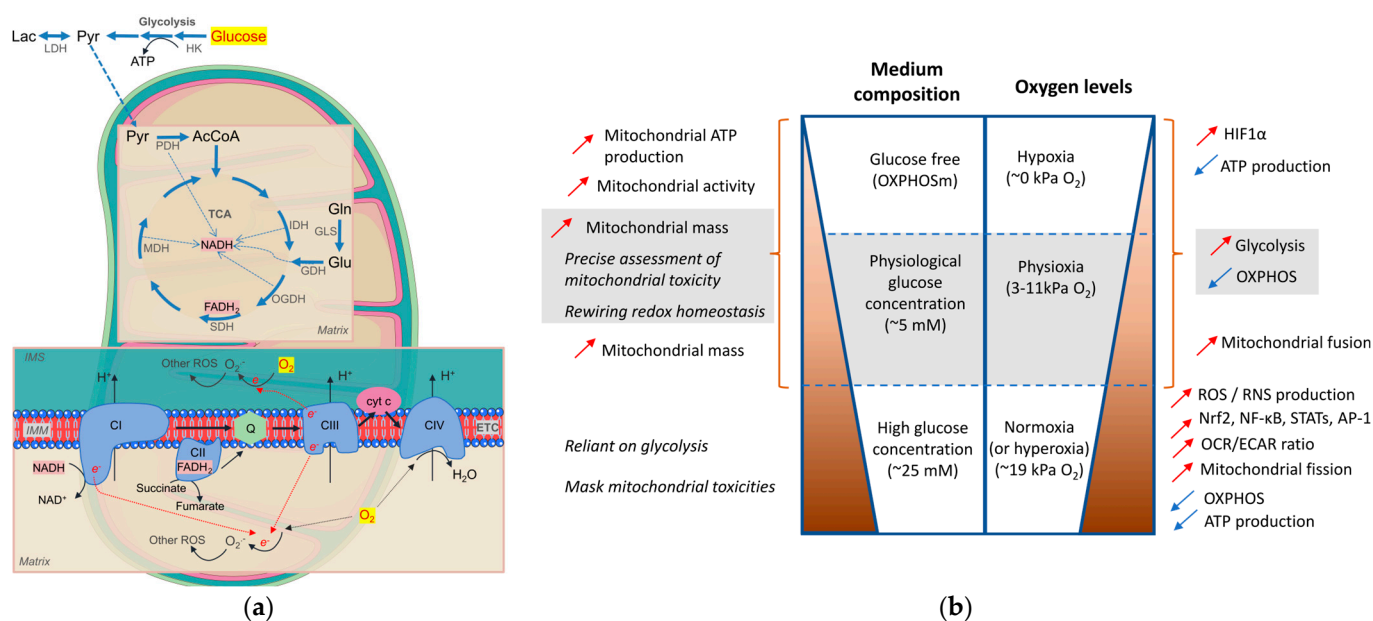 Glycolysis
Lac
Pyr
Glucose
LDH
HK
ATP
Pyr
AcCoA
PDH
TCA
Gln
IDH
GLS
MDH
NADH
Glu
GDH
OGDH
FADH₂
SDH
Matrix
IMS
Other ROS
O₂·⁻
O₂
e⁻
H⁺
H⁺
H⁺
cyt c
e⁻
CI
Q
CIII
CIV
IMM
ETC
e⁻
CII
FADH₂
NADH
e⁻
H₂O
NAD⁺
Succinate
Fumarate
O₂
Other ROS
O₂·⁻
e⁻
Matrix
(a)
Medium
composition
Oxygen levels
Mitochondrial ATP
production
Mitochondrial activity
Mitochondrial mass
Precise assessment of
mitochondrial toxicity
Rewiring redox homeostasis
Mitochondrial mass
Reliant on glycolysis
Mask mitochondrial toxicities
Glucose free
(OXPHOSm)
Hypoxia
(~0 kPa O₂)
Physiological
glucose
concentration
(~5 mM)
Physioxia
(3-11kPa O₂)
High glucose
concentration
(~25 mM)
Normoxia
(or hyperoxia)
(~19 kPa O₂)
HIF1α
ATP production
Glycolysis
OXPHOS
Mitochondrial fusion
ROS / RNS production
Nrf2, NF-κB, STATs, AP-1
OCR/ECAR ratio
Mitochondrial fission
OXPHOS
ATP production
(b)